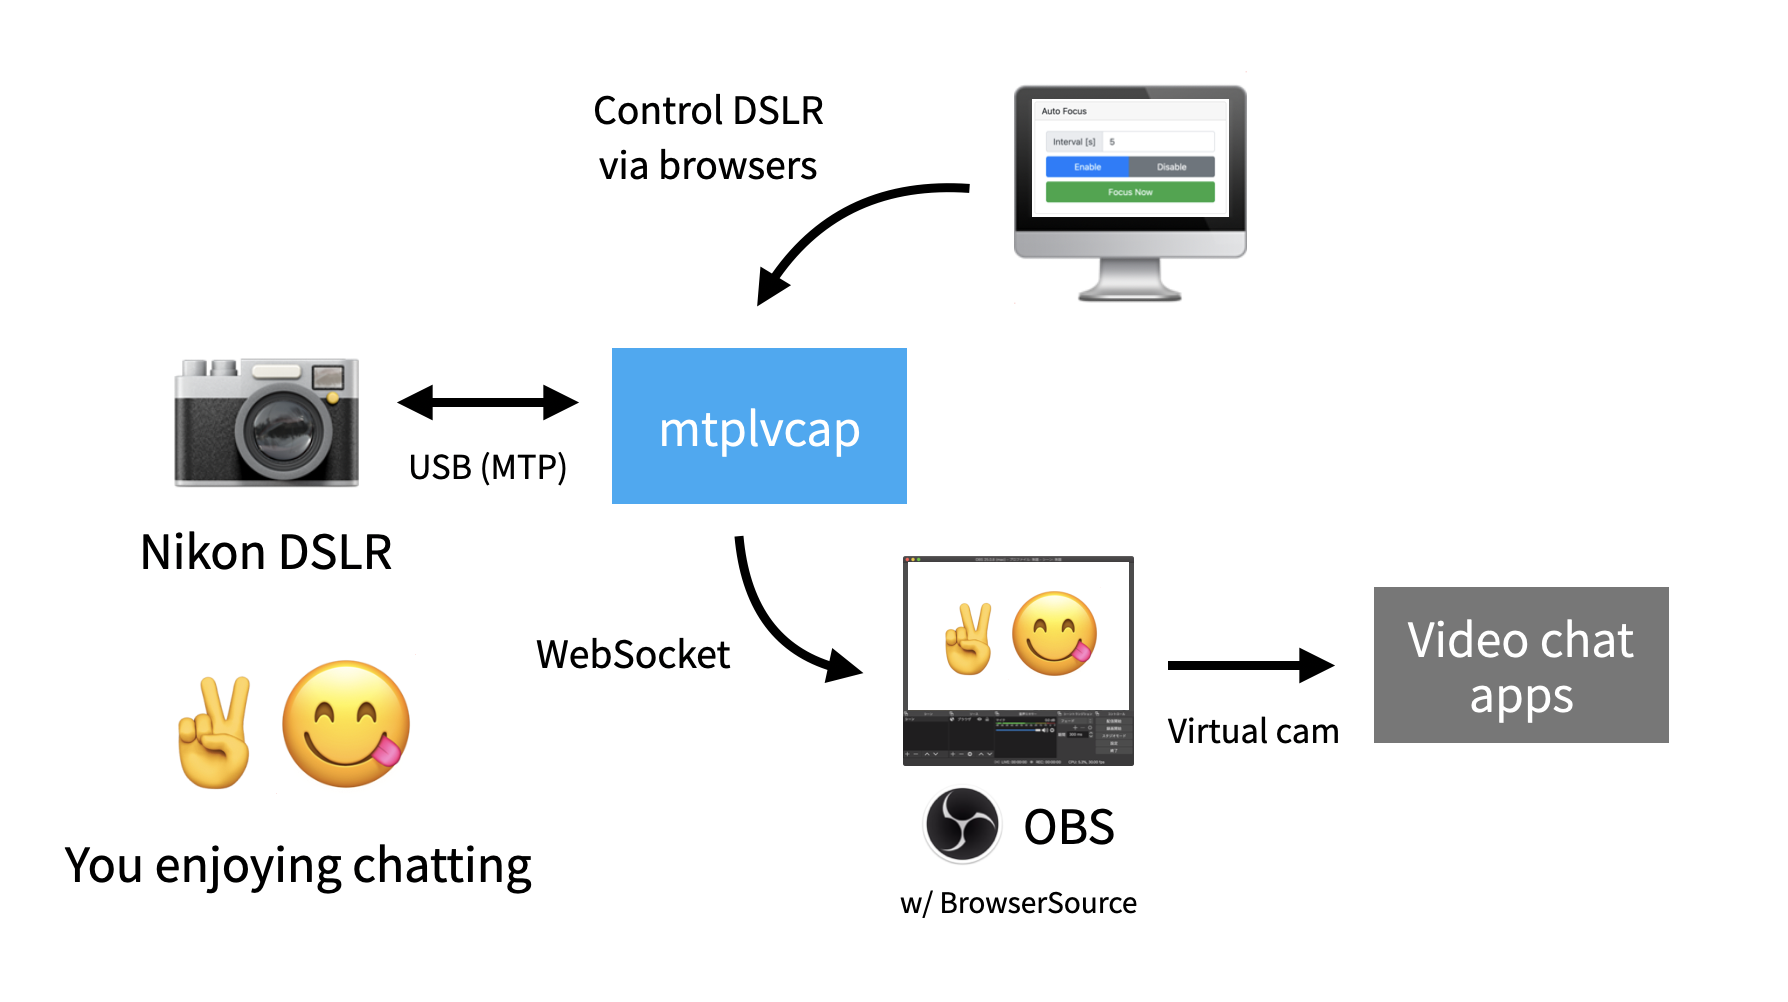 Control DSLR
via browsers
Auto Focus
Interval [s] 5
Enable Disable
Focus Now
mtplvcap
USB (MTP)
Nikon DSLR
WebSocket
You enjoying chatting
OBS
w/ BrowserSource
Virtual cam
Video chat
apps